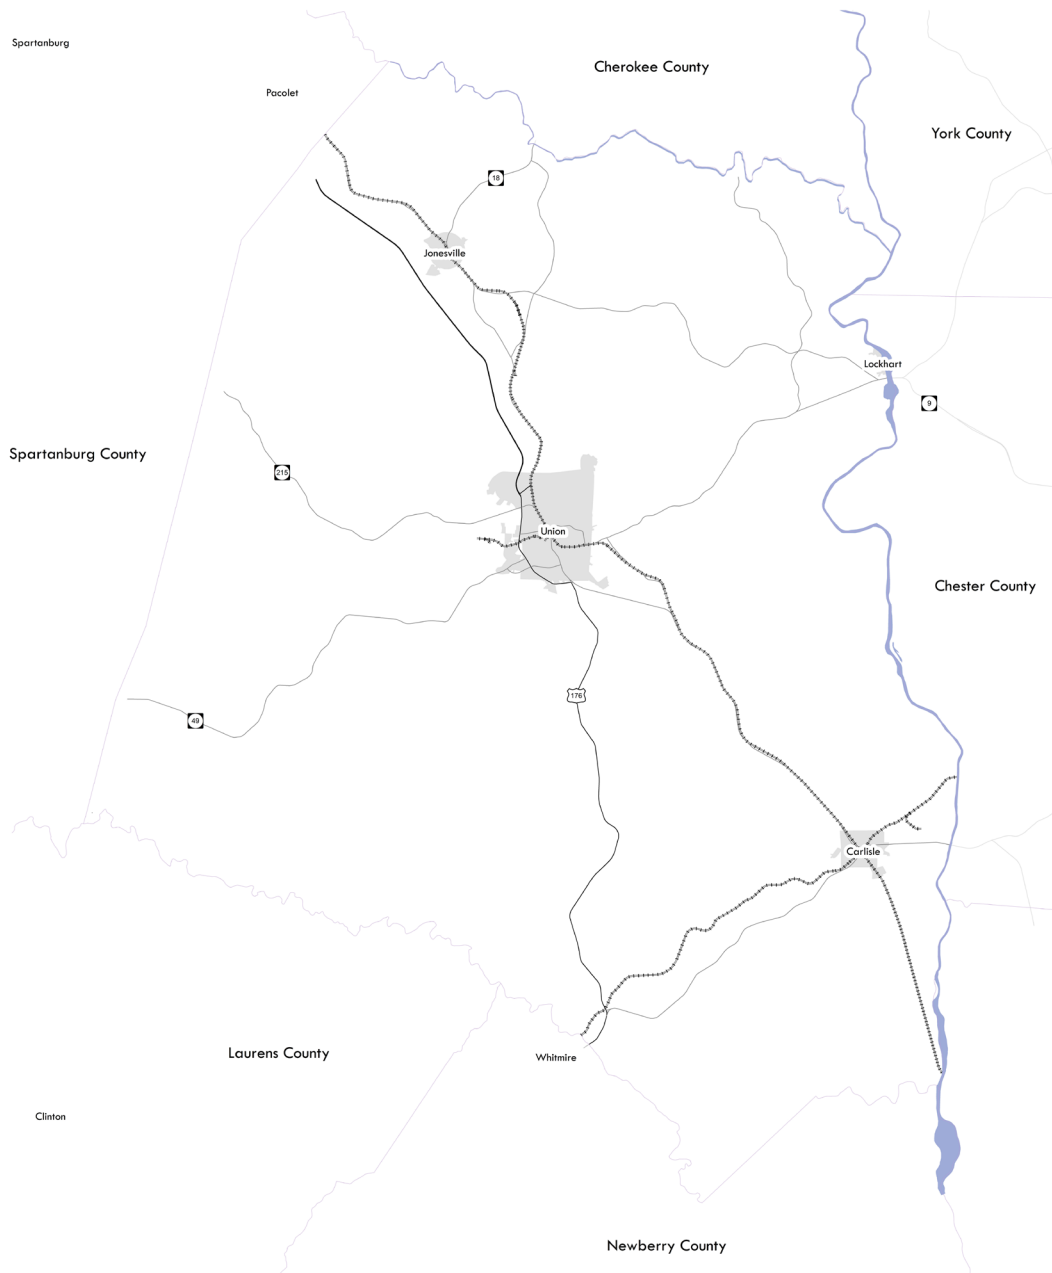 Spartanburg
Cherokee County
Pacolet
York County
18
Jonesville
Lockhart
9
Spartanburg County
215
Union
Chester County
176
49
Carlisle
Laurens County
Whitmire
Clinton
Newberry County